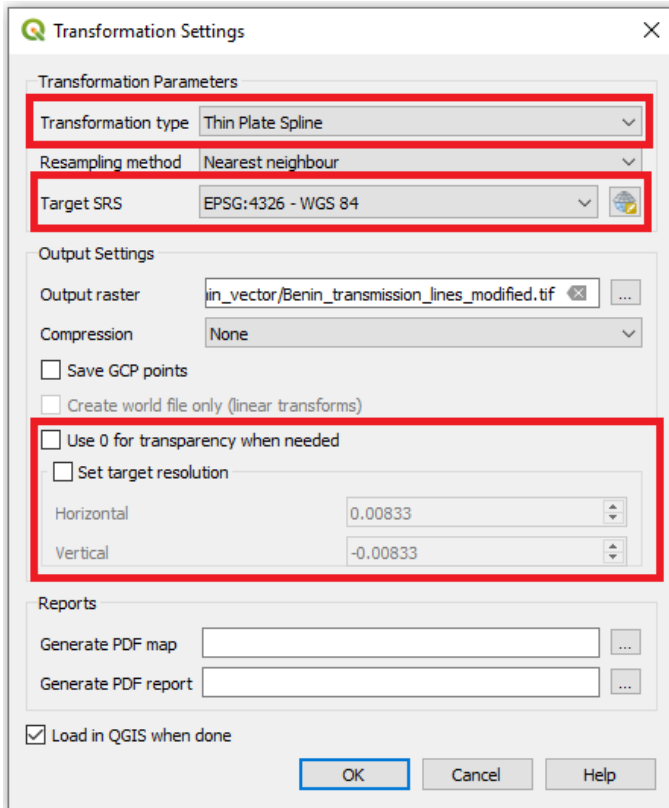 Transformation Settings
Transformation Parameters
Transformation type Thin Plate Spline
Resampling method Nearest neighbour
Target SRS EPSG:4326 - WGS 84
Output Settings
Output raster in_vector/Benin_transmission_lines_modified.tif ...
Compression None
Save GCP points
Create world file only (linear transforms)
Use 0 for transparency when needed
Set target resolution
Horizontal 0.00833
Vertical -0.00833
Reports
Generate PDF map ...
Generate PDF report ...
Load in QGIS when done
OK Cancel Help